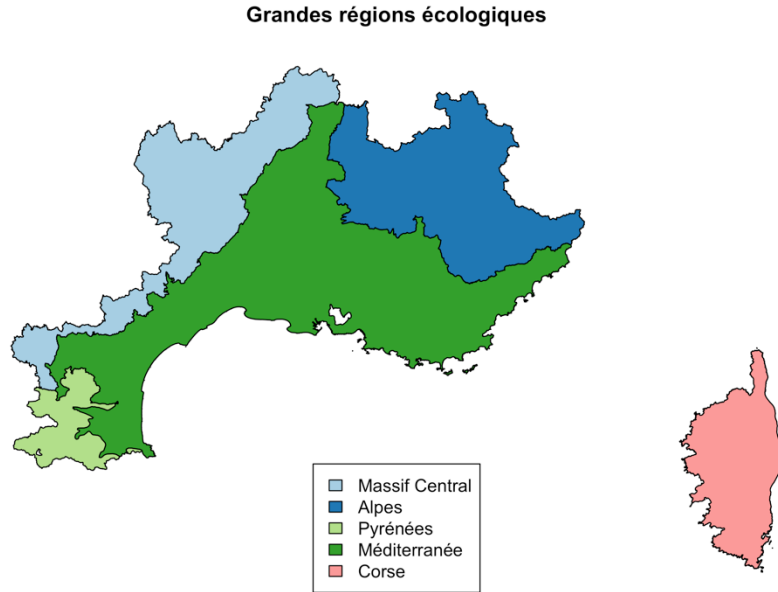 Grandes régions écologiques
Massif Central
Alpes
Pyrénées
Méditerranée
Corse